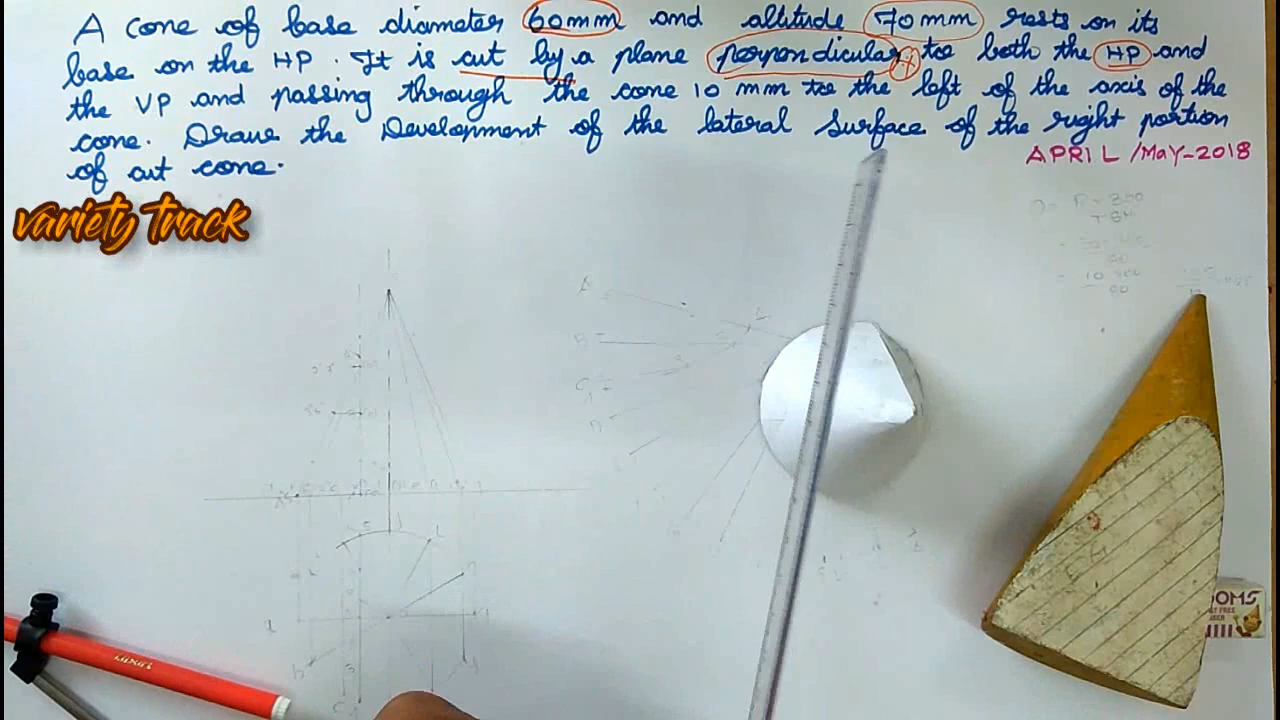 A cone of base diameter 60mm and altitude 70mm rests on its
base on the HP. It is cut by a plane perpendicular to both the HP and
the VP and passing through the cone 10 mm to the left of the axis of the
cone. Draw the Development of the lateral surface of the right portion
of cut cone.
APRIL /MAY-2018
variety track